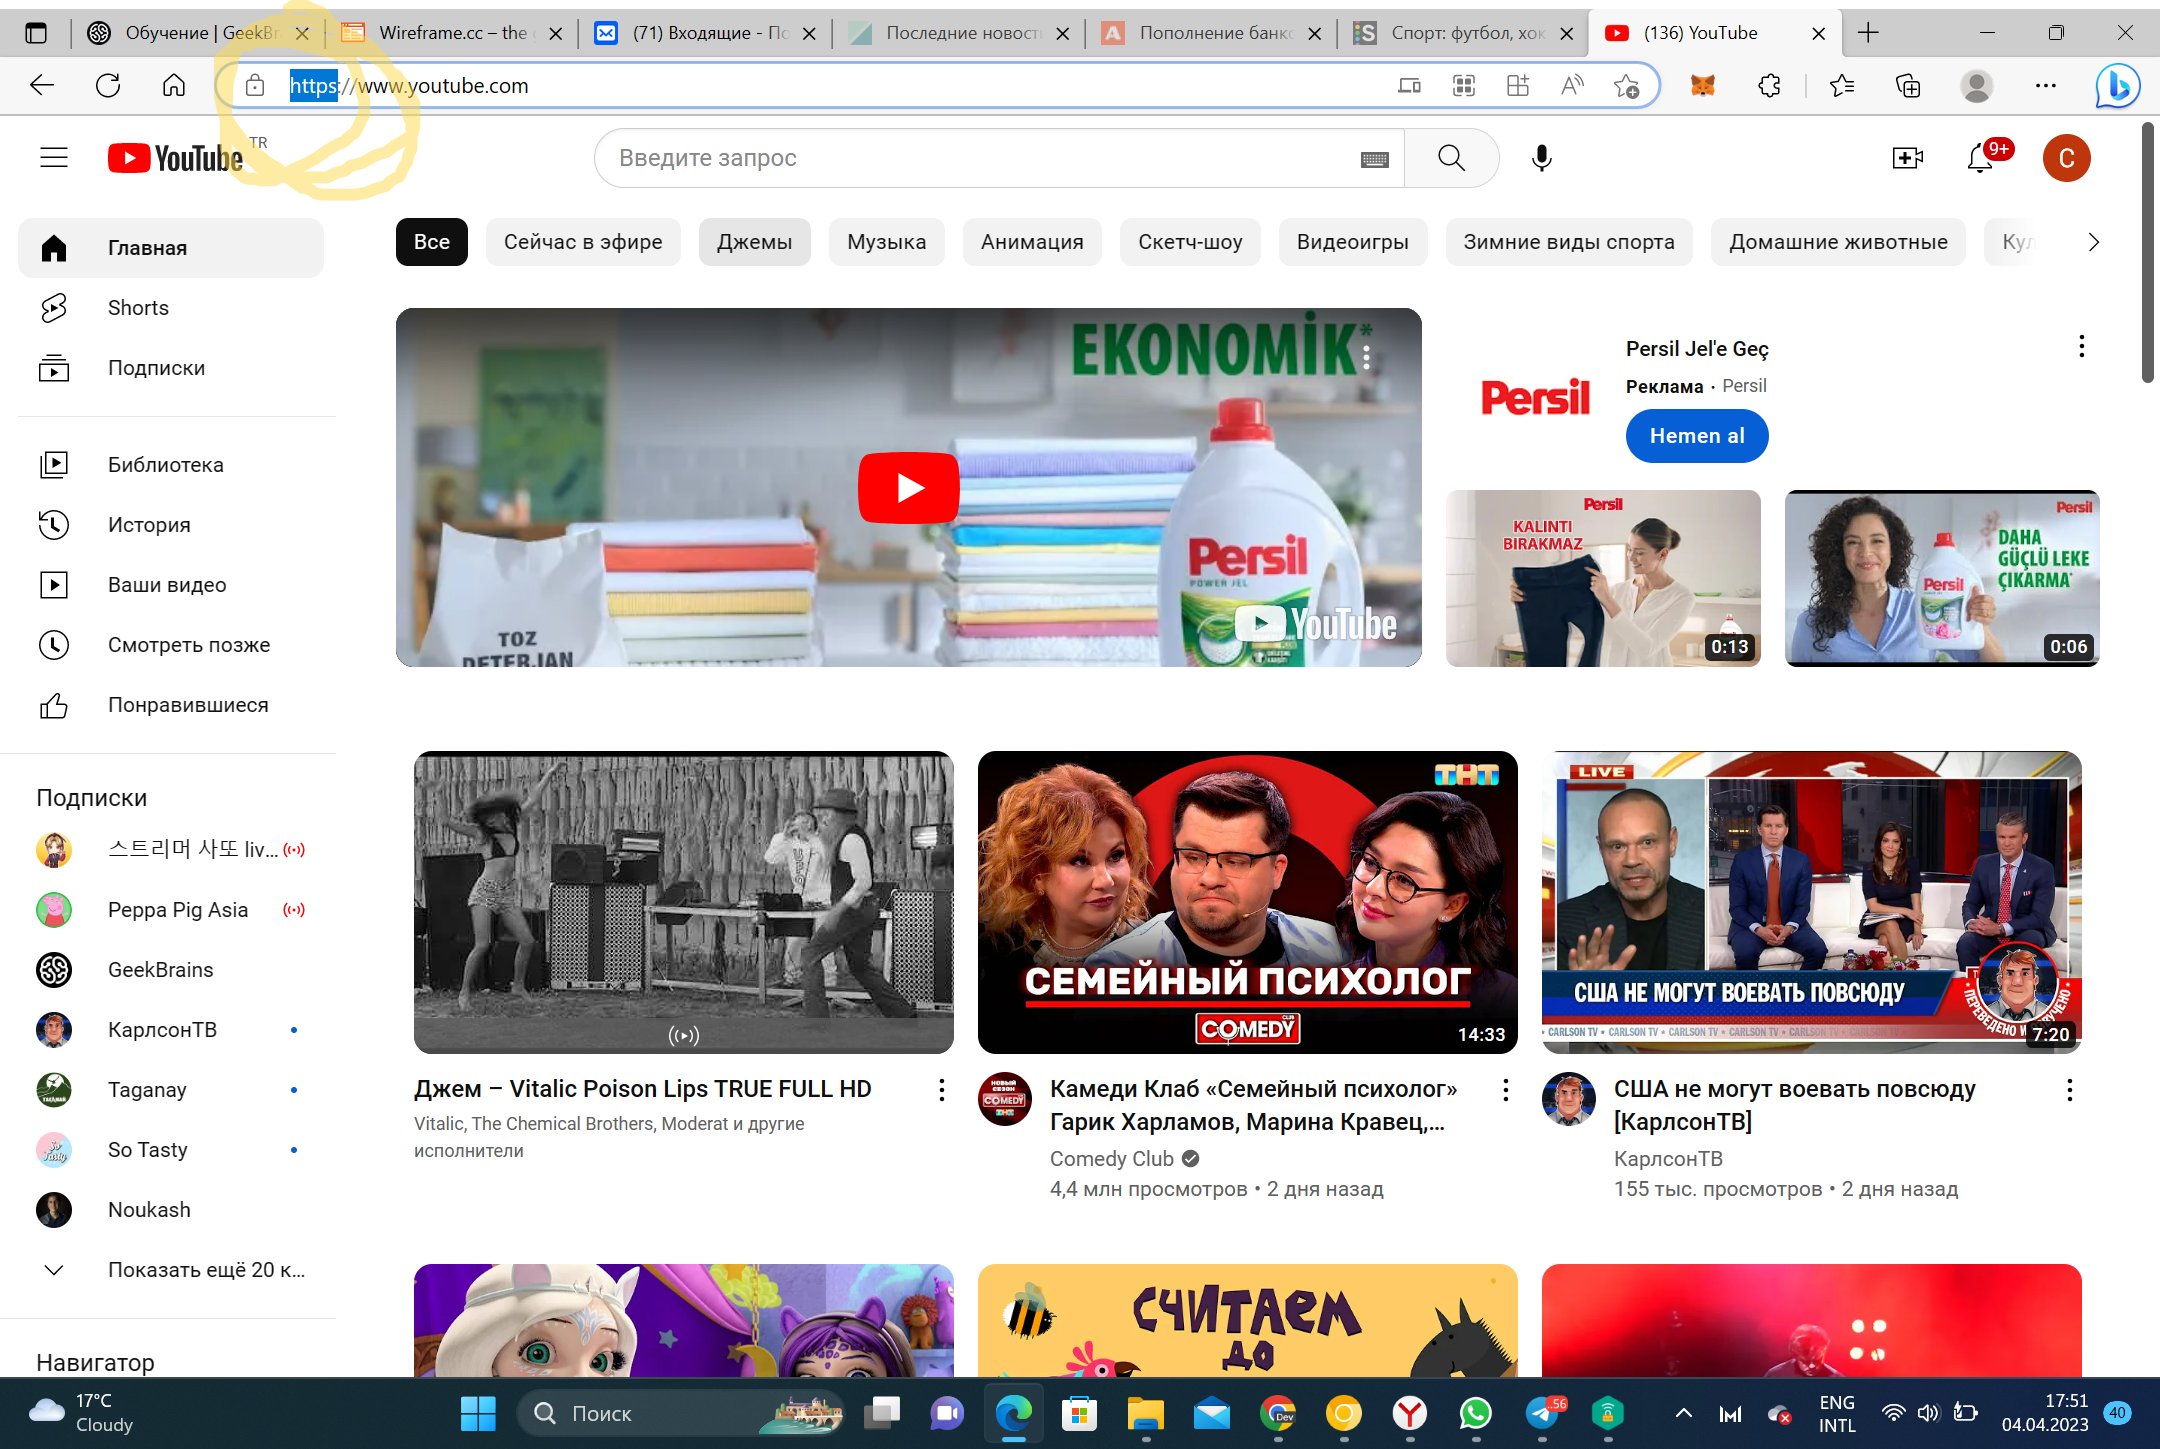 Обучение | GeekBr
Wireframe.cc – the
(71) Входящие - По
Последние новост
Пополнение банко
Спорт: футбол, хок
(136) YouTube
https://www.youtube.com
YouTube
TR
Введите запрос
9+
C
Главная
Shorts
Подписки
Библиотека
История
Ваши видео
Смотреть позже
Понравившиеся
Подписки
스트리머 사또 liv...
Peppa Pig Asia
GeekBrains
КарлсонТВ
Taganay
So Tasty
Noukash
Показать ещё 20 к...
Навигатор
Все
Сейчас в эфире
Джемы
Музыка
Анимация
Скетч-шоу
Видеоигры
Зимние виды спорта
Домашние животные
Кул
EKONOMİK*
Persil
POWER JEL
TOZ
DETERJAN
YouTube
Persil
Persil Jel'e Geç
Реклама · Persil
Hemen al
Persil
KALINTI
BIRAKMAZ
0:13
Persil
DAHA
GÜÇLÜ LEKE
ÇIKARMA*
Persil
0:06
Джем – Vitalic Poison Lips TRUE FULL HD
Vitalic, The Chemical Brothers, Moderat и другие
исполнители
ТНТ
СЕМЕЙНЫЙ ПСИХОЛОГ
COMEDY CLUB
14:33
Камеди Клаб «Семейный психолог»
Гарик Харламов, Марина Кравец,...
Comedy Club
4,4 млн просмотров • 2 дня назад
LIVE
США НЕ МОГУТ ВОЕВАТЬ ПОВСЮДУ
CARLSON TV • CARLSON TV • CARLSON TV • CARLSON TV • CARLSON TV
7:20
США не могут воевать повсюду
[КарлсонТВ]
КарлсонТВ
155 тыс. просмотров • 2 дня назад
СЧИТАЕМ
ДО
17°C
Cloudy
Поиск
Dev
..56
ENG
INTL
17:51
04.04.2023
40